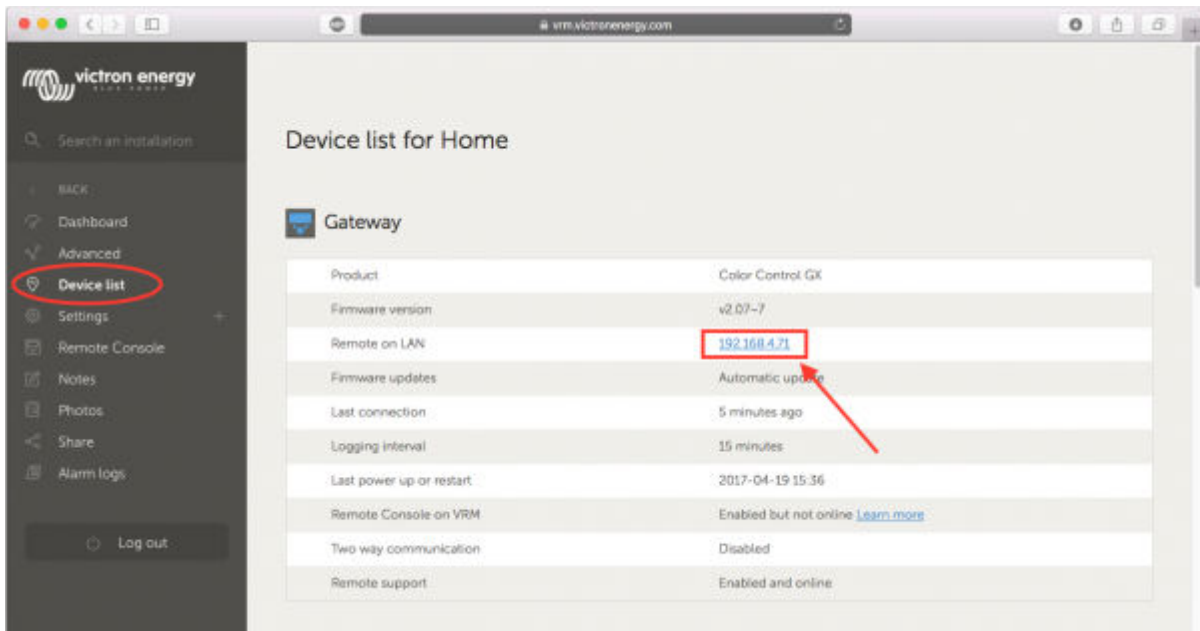 vrm.victronenergy.com
victron energy
BLUE POWER
Search an installation
BACK
Dashboard
Advanced
Device list
Settings
Remote Console
Notes
Photos
Share
Alarm logs
Log out
Device list for Home
Gateway
Product Color Control GX
Firmware version v2.07~7
Remote on LAN 192.168.4.71
Firmware updates Automatic update
Last connection 5 minutes ago
Logging interval 15 minutes
Last power up or restart 2017-04-19 15:36
Remote Console on VRM Enabled but not online Learn more
Two way communication Disabled
Remote support Enabled and online